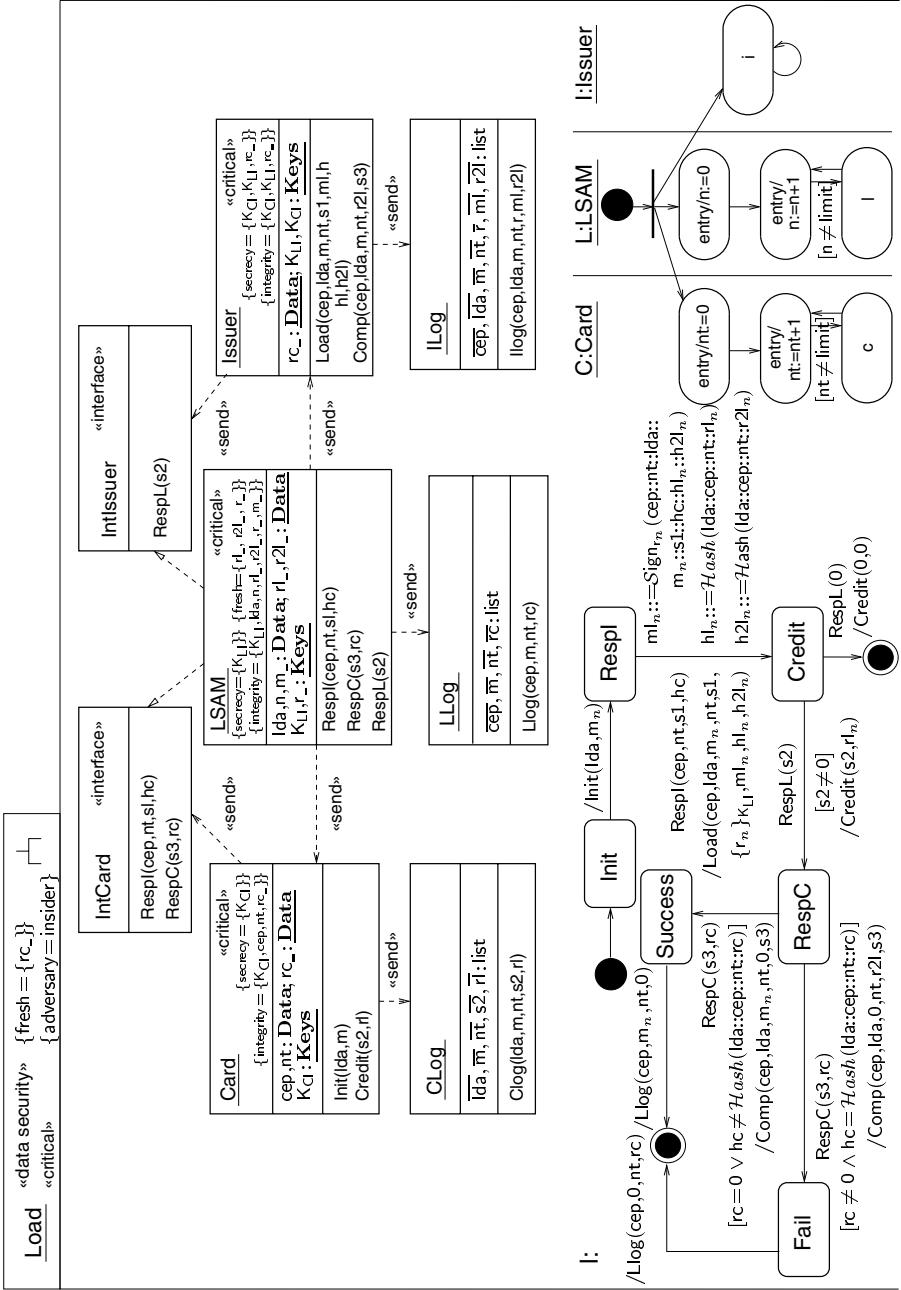 Load «data security» {fresh={rc_}}
«critical» {adversary=insider}
IntCard «interface»
RespI(cep,nt,sl,hc)
RespC(s3,rc)
IntIssuer «interface»
RespL(s2)
«send»
«send»
Card «critical»
{secrecy={K_CI}}
{integrity={K_CI,cep,nt,rc_}}
cep,nt: Data; rc_: Data
K_CI: Keys
Init(lda,m)
Credit(s2,rl)
«send»
LSAM «critical»
{secrecy={K_LI}} {fresh={rl_, r2l_, r_}}
{integrity={K_LI,lda,n,rl_,r2l_,r_,m_}}
lda,n,m_: Data; rl_,r2l_: Data
K_LI,r_: Keys
RespI(cep,nt,sl,hc)
RespC(s3,rc)
RespL(s2)
«send»
Issuer «critical»
{secrecy={K_CI,K_LI,rc_}}
{integrity={K_CI,K_LI,rc_}}
rc_: Data; K_LI,K_CI: Keys
Load(cep,lda,m,nt,s1,ml,h
hl,h2l)
Comp(cep,lda,m,nt,r2l,s3)
«send»
«send»
«send»
CLog
lda, m, nt, s2, rl: list
Clog(lda,m,nt,s2,rl)
LLog
cep, m, nt, rc: list
Llog(cep,m,nt,rc)
ILog
cep, lda, m, nt, r, ml, r2l: list
Ilog(cep,lda,m,nt,r,ml,r2l)
l:
/Llog(cep,0,nt,rc)
/Llog(cep,m_n,nt,0)
Init
/Init(lda,m_n)
RespI
ml_n::=Sign_{r_n}(cep::nt::lda::
m_n::s1::hc::hl_n::h2l_n)
hl_n::=Hash(lda::cep::nt::rl_n)
h2l_n::=Hash(lda::cep::nt::r2l_n)
RespI(cep,nt,s1,hc)
/Load(cep,lda,m_n,nt,s1,
{r_n}K_LI,ml_n,hl_n,h2l_n)
Success
RespC(s3,rc)
[rc=0 ∨ hc≠Hash(lda::cep::nt::rc)]
/Comp(cep,lda,m_n,nt,0,s3)
Fail
RespC(s3,rc)
[rc ≠ 0 ∧ hc=Hash(lda::cep::nt::rc)]
/Comp(cep,lda,0,nt,r2l,s3)
RespC
RespL(s2)
[s2≠0]
/Credit(s2,rl_n)
Credit
RespL(0)
/Credit(0,0)
C:Card
L:LSAM
I:Issuer
entry/nt:=0
entry/
nt:=nt+1
[nt≠limit]
c
entry/n:=0
entry/
n:=n+1
[n≠limit]
l
i